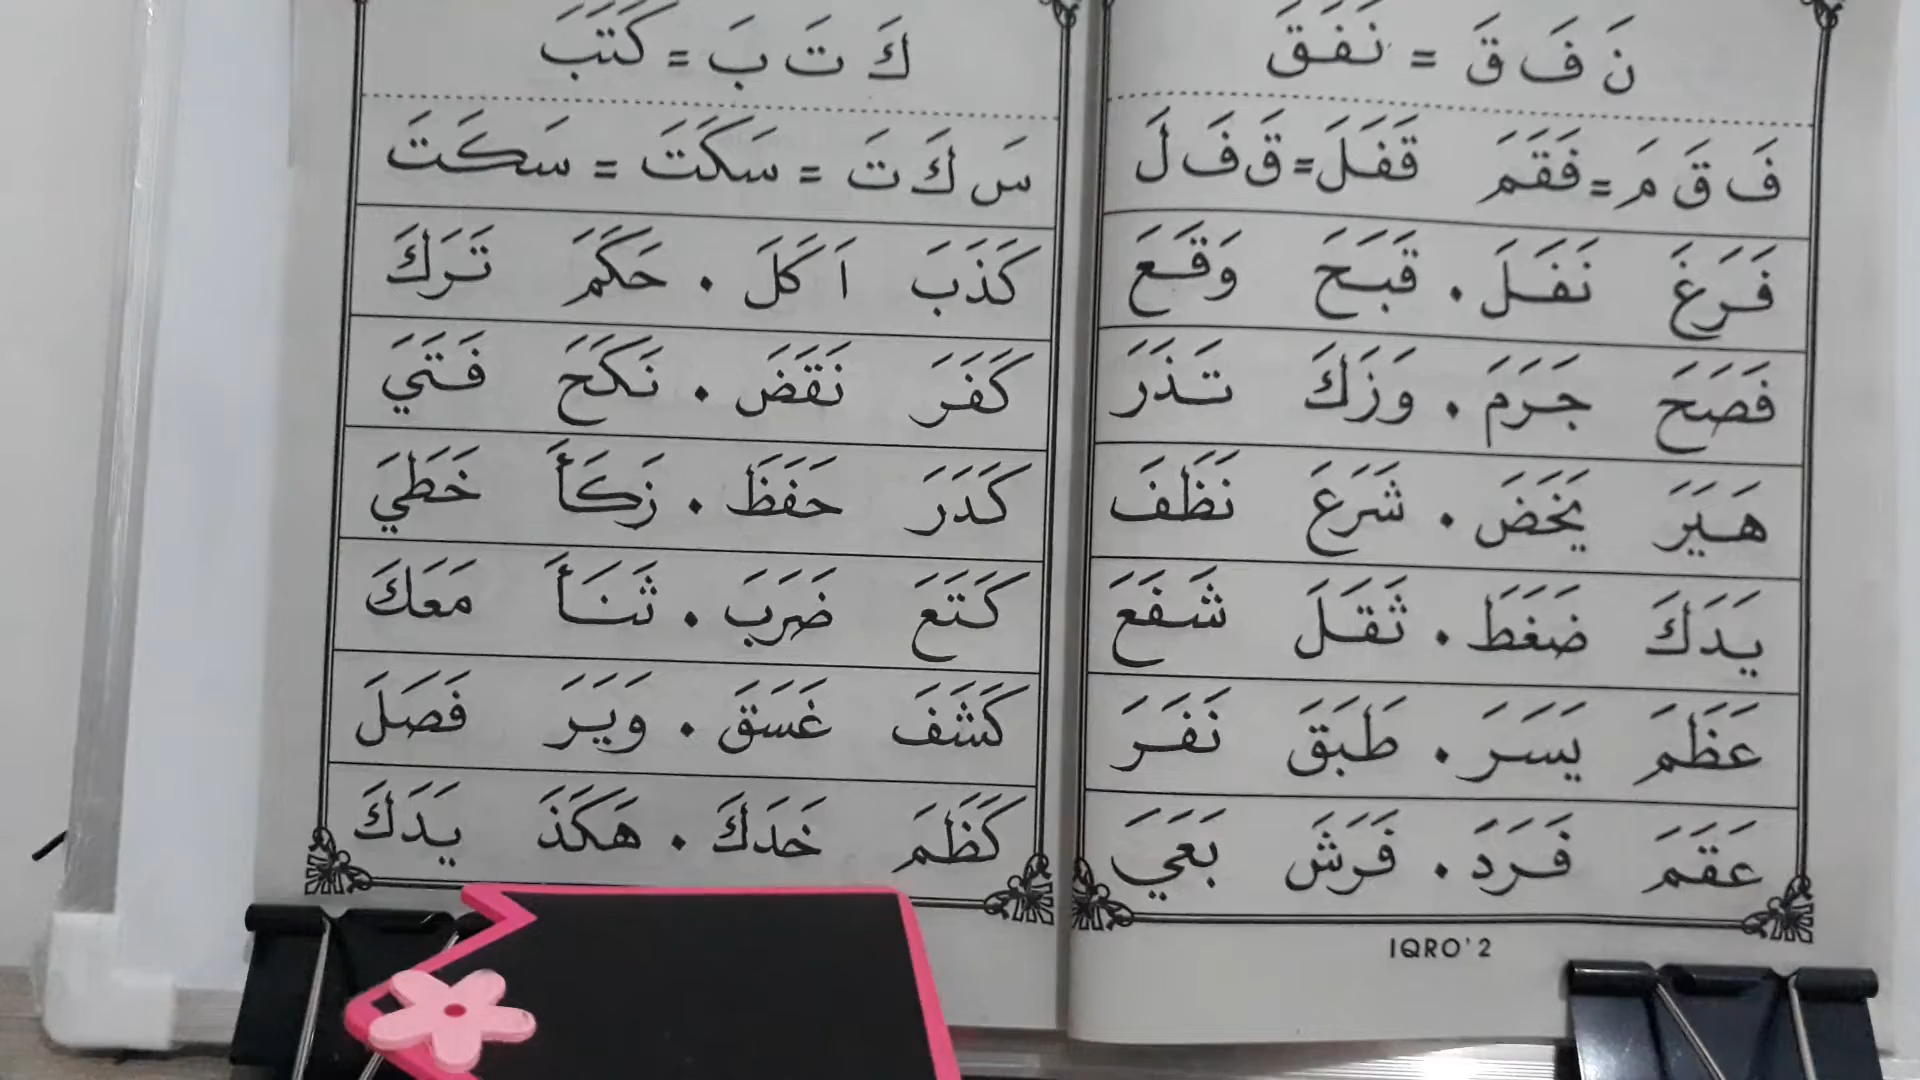 نَ فَ قَ = نَفَقَ
فَ قَ مَ = فَقَمَ قَفَلَ = قَ فَ لَ
فَرَغَ نَفَلَ . قَبَحَ وَقَعَ
فَصَحَ جَرَمَ . وَزَكَ تَذَرَ
هَيَرَ يَخَضَ . شَرَعَ نَظَفَ
يَدَكَ ضَغَطَ . ثَقَلَ شَفَعَ
عَظَمَ يَسَرَ . طَبَقَ نَفَرَ
عَقَمَ فَرَدَ . فَرَشَ بَعَيَ
IQRO' 2
كَ تَ بَ = كَتَبَ
سَ كَ تَ = سَكَتَ = سَكَتَ
كَذَبَ اَكَلَ . حَكَمَ تَرَكَ
كَفَرَ نَقَضَ . نَكَحَ فَتَيَ
كَدَرَ حَفَظَ . زَكَأَ خَطَيَ
كَتَعَ ضَرَبَ . ثَنَأَ مَعَكَ
كَشَفَ غَسَقَ . وَيَرَ فَصَلَ
كَظَمَ خَدَكَ . هَكَذَ يَدَكَ